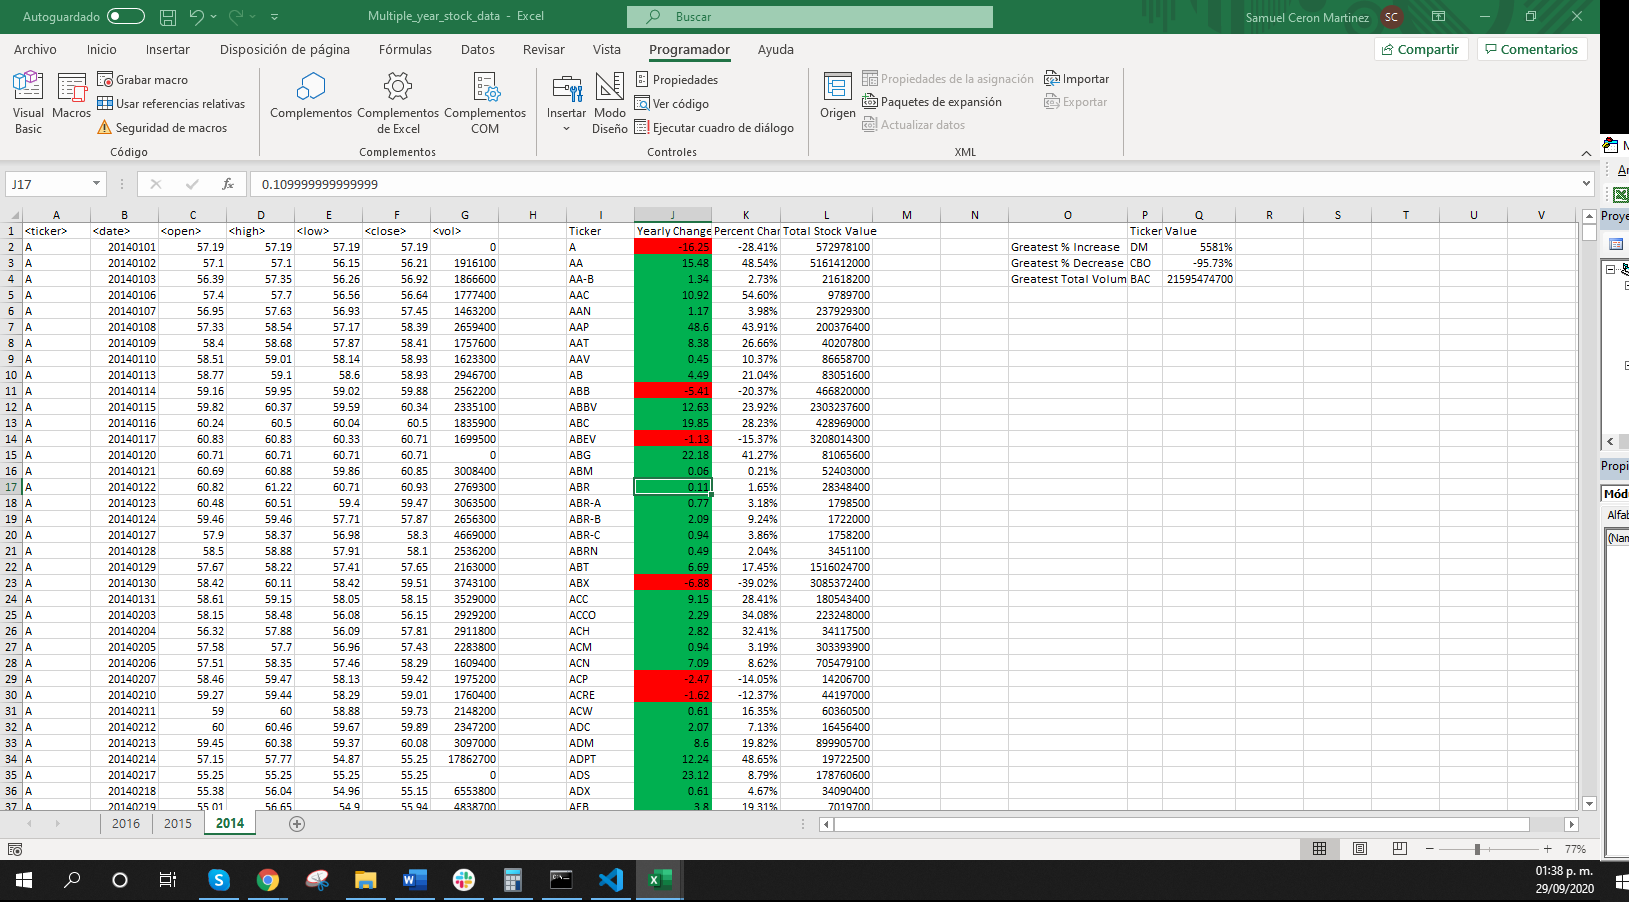 Autoguardado
Multiple_year_stock_data - Excel
Buscar
Samuel Ceron Martinez SC
Archivo Inicio Insertar Disposición de página Fórmulas Datos Revisar Vista Programador Ayuda
Compartir Comentarios
Visual Basic
Macros
Grabar macro
Usar referencias relativas
Seguridad de macros
Código
Complementos
Complementos de Excel
Complementos COM
Complementos
Insertar
Modo Diseño
Propiedades
Ver código
Ejecutar cuadro de diálogo
Controles
Origen
Propiedades de la asignación
Paquetes de expansión
Actualizar datos
Importar
Exportar
XML
J17 fx 0.109999999999999
A B C D E F G H I J K L M N O P Q R S T U V
1 <ticker> <date> <open> <high> <low> <close> <vol> Ticker Yearly Change Percent Char Total Stock Value Ticker Value
2 A 20140101 57.19 57.19 57.19 57.19 0 A -16.25 -28.41% 572978100 Greatest % Increase DM 5581%
3 A 20140102 57.1 57.1 56.15 56.21 1916100 AA 15.48 48.54% 5161412000 Greatest % Decrease CBO -95.73%
4 A 20140103 56.39 57.35 56.26 56.92 1866600 AA-B 1.34 2.73% 21618200 Greatest Total Volum BAC 21595474700
5 A 20140106 57.4 57.7 56.56 56.64 1777400 AAC 10.92 54.60% 9789700
6 A 20140107 56.95 57.63 56.93 57.45 1463200 AAN 1.17 3.98% 237929300
7 A 20140108 57.33 58.54 57.17 58.39 2659400 AAP 48.6 43.91% 200376400
8 A 20140109 58.4 58.68 57.87 58.41 1757600 AAT 8.38 26.66% 40207800
9 A 20140110 58.51 59.01 58.14 58.93 1623300 AAV 0.45 10.37% 86658700
10 A 20140113 58.77 59.1 58.6 58.93 2946700 AB 4.49 21.04% 83051600
11 A 20140114 59.16 59.95 59.02 59.88 2562200 ABB -5.41 -20.37% 466820000
12 A 20140115 59.82 60.37 59.59 60.34 2335100 ABBV 12.63 23.92% 2303237600
13 A 20140116 60.24 60.5 60.04 60.5 1835900 ABC 19.85 28.23% 428969000
14 A 20140117 60.83 60.83 60.33 60.71 1699500 ABEV -1.13 -15.37% 3208014300
15 A 20140120 60.71 60.71 60.71 60.71 0 ABG 22.18 41.27% 81065600
16 A 20140121 60.69 60.88 59.86 60.85 3008400 ABM 0.06 0.21% 52403000
17 A 20140122 60.82 61.22 60.71 60.93 2769300 ABR 0.11 1.65% 28348400
18 A 20140123 60.48 60.51 59.4 59.47 3063500 ABR-A 0.77 3.18% 1798500
19 A 20140124 59.46 59.46 57.71 57.87 2656300 ABR-B 2.09 9.24% 1722000
20 A 20140127 57.9 58.37 56.98 58.3 4669000 ABR-C 0.94 3.86% 1758200
21 A 20140128 58.5 58.88 57.91 58.1 2536200 ABRN 0.49 2.04% 3451100
22 A 20140129 57.67 58.22 57.41 57.65 2163000 ABT 6.69 17.45% 1516024700
23 A 20140130 58.42 60.11 58.42 59.51 3743100 ABX -6.88 -39.02% 3085372400
24 A 20140131 58.61 59.15 58.05 58.15 3529000 ACC 9.15 28.41% 180543400
25 A 20140203 58.15 58.48 56.08 56.15 2929200 ACCO 2.29 34.08% 223248000
26 A 20140204 56.32 57.88 56.09 57.81 2911800 ACH 2.82 32.41% 34117500
27 A 20140205 57.58 57.7 56.96 57.43 2283800 ACM 0.94 3.19% 303393900
28 A 20140206 57.51 58.35 57.46 58.29 1609400 ACN 7.09 8.62% 705479100
29 A 20140207 58.46 59.47 58.13 59.42 1975200 ACP -2.47 -14.05% 14206700
30 A 20140210 59.27 59.44 58.29 59.01 1760400 ACRE -1.62 -12.37% 44197000
31 A 20140211 59 60 58.88 59.73 2148200 ACW 0.61 16.35% 60360500
32 A 20140212 60 60.46 59.67 59.89 2347200 ADC 2.07 7.13% 16456400
33 A 20140213 59.45 60.38 59.37 60.08 3097000 ADM 8.6 19.82% 899905700
34 A 20140214 57.15 57.77 54.87 55.25 17862700 ADPT 12.24 48.65% 19722500
35 A 20140217 55.25 55.25 55.25 55.25 0 ADS 23.12 8.79% 178760600
36 A 20140218 55.38 56.04 54.96 55.15 6553800 ADX 0.61 4.67% 34090400
37 A 20140219 55.01 56.65 54.9 55.94 4838700 AEB 3.8 19.31% 7019700
2016 2015 2014
77%
Proye
Propi
Módu
Alfab
(Nam
01:38 p. m.
29/09/2020